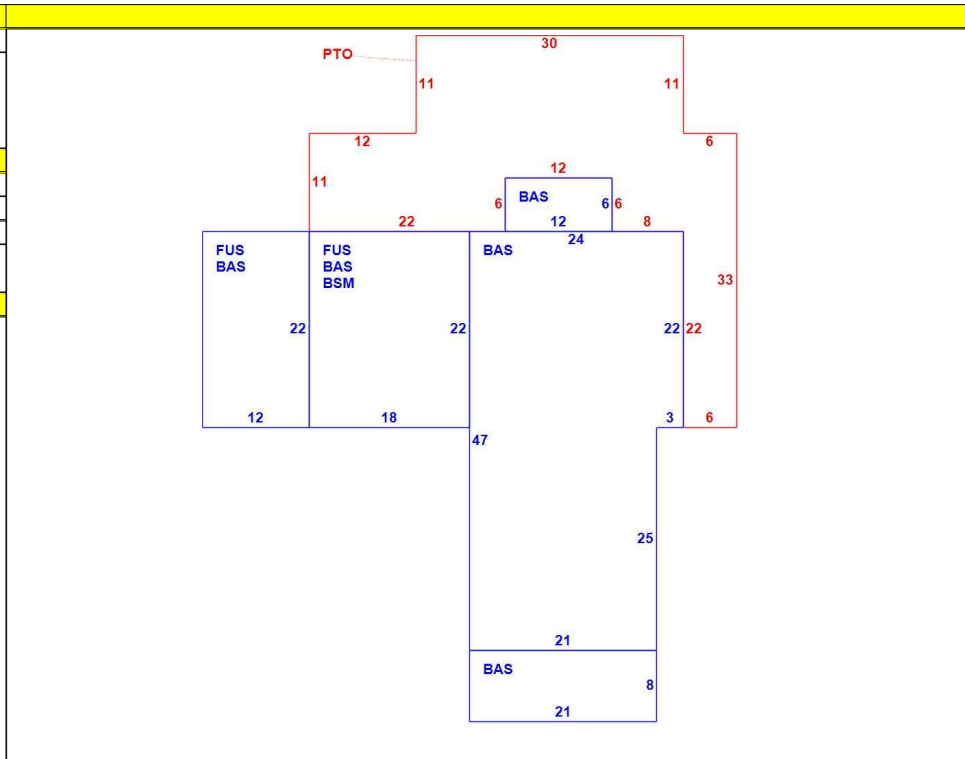 30
PTO
11 11
12 6
11
12
BAS
6 6 6
22 12 8
24
FUS FUS BAS
BAS BAS
BSM
33
22 22 22 22
12 18 3 6
47
25
21
BAS
8
21